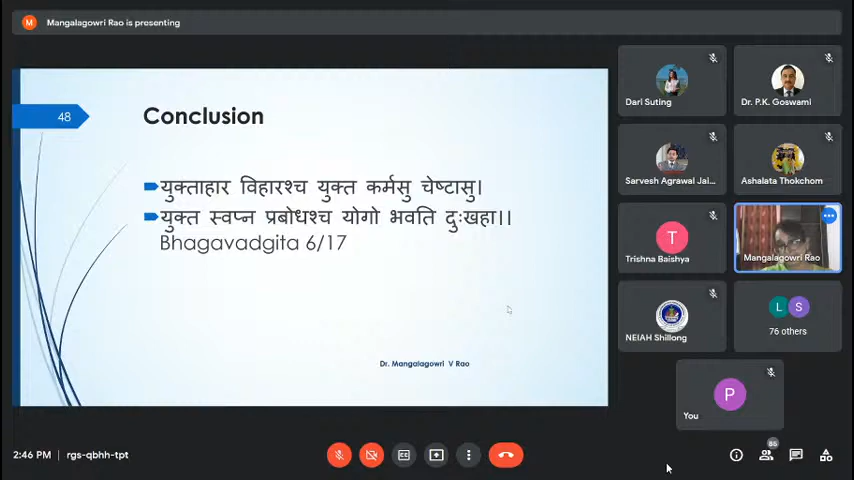 M Mangalagowri Rao is presenting
48
Conclusion
युक्ताहार विहारश्च युक्त कर्मसु चेष्टासु।
युक्त स्वप्न प्रबोधश्च योगो भवति दुःखहा।।
Bhagavadgita 6/17
Dr. Mangalagowri V Rao
Dari Suting
Dr. P.K. Goswami
Sarvesh Agrawal Jai...
Ashalata Thokchom
T
Trishna Baishya
Mangalagowri Rao
NEIAH Shillong
L S
76 others
P
You
2:46 PM | rgs-qbhh-tpt
CC
85